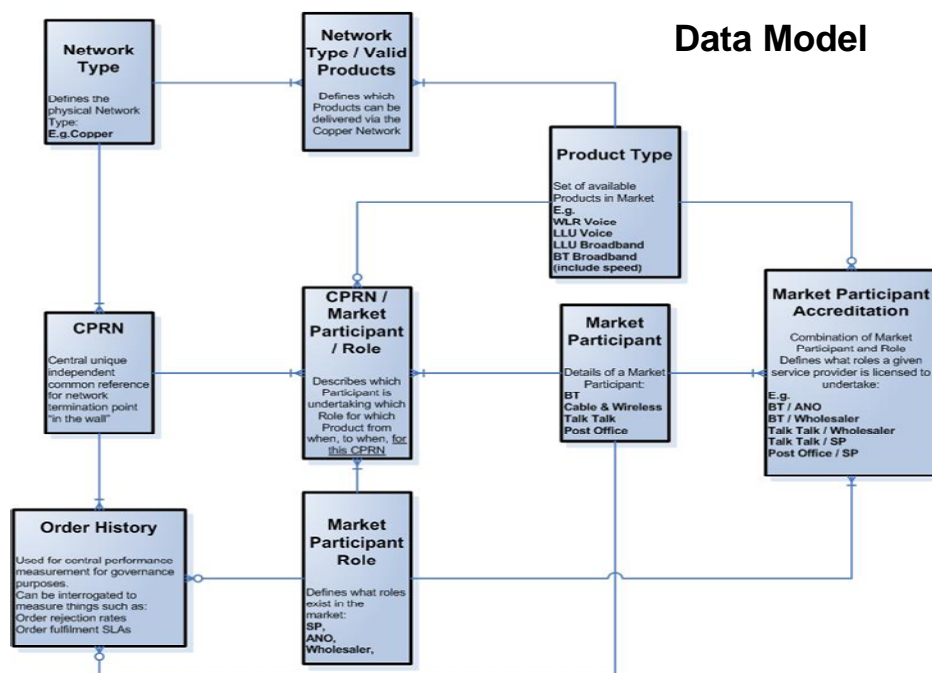 Data Model
Network
Type
Defines the
physical Network
Type:
E.g.Copper
Network
Type / Valid
Products
Defines which
Products can be
delivered via the
Copper Network
Product Type
Set of available
Products in Market
E.g.
WLR Voice
LLU Voice
LLU Broadband
BT Broadband
(include speed)
CPRN
Central unique
independent
common reference
for network
termination point
"in the wall"
CPRN /
Market
Participant
/ Role
Describes which
Participant is
undertaking which
Role for which
Product from
when, to when, for
this CPRN
Market
Participant
Details of a Market
Participant:
BT
Cable & Wireless
Talk Talk
Post Office
Market Participant
Accreditation
Combination of Market
Participant and Role
Defines what roles a given
service provider is licensed to
undertake:
E.g.
BT / ANO
BT / Wholesaler
Talk Talk / Wholesaler
Talk Talk / SP
Post Office / SP
Order History
Used for central performance
measurement for governance
purposes.
Can be interrogated to
measure things such as:
Order rejection rates
Order fulfilment SLAs
Market
Participant
Role
Defines what roles
exist in the
market:
SP,
ANO,
Wholesaler,